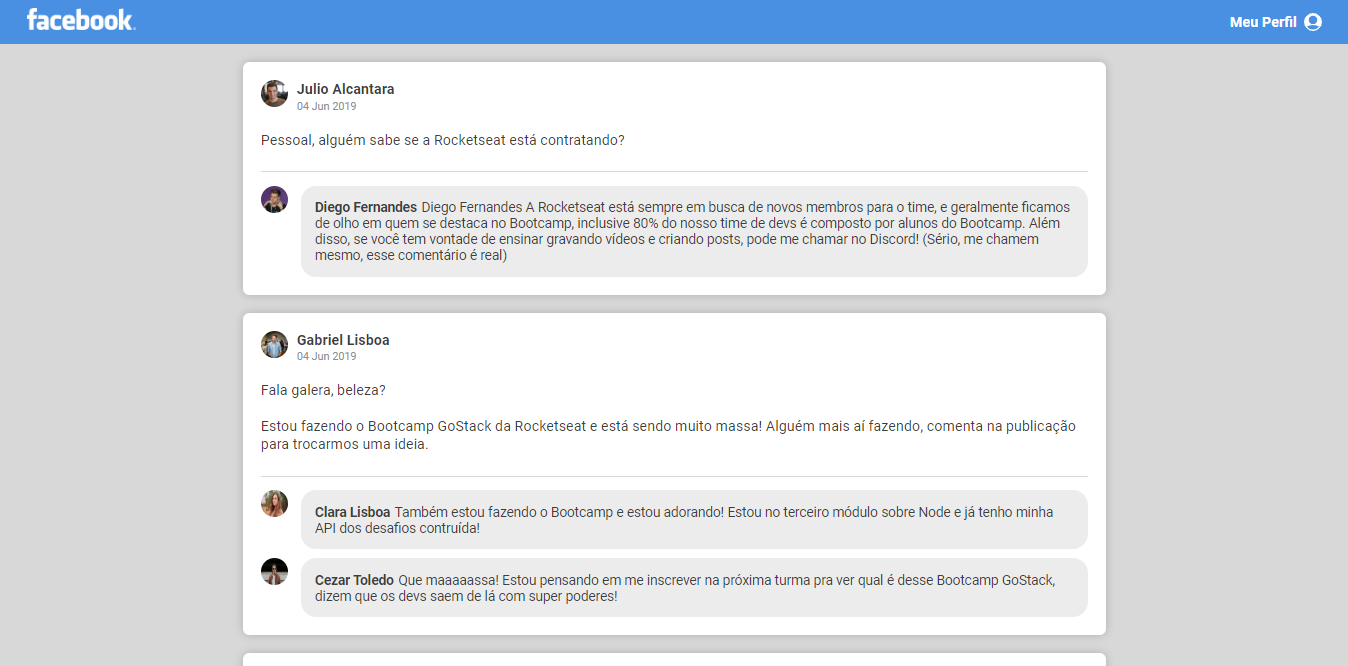 facebook.
Meu Perfil
Julio Alcantara
04 Jun 2019
Pessoal, alguém sabe se a Rocketseat está contratando?
Diego Fernandes Diego Fernandes A Rocketseat está sempre em busca de novos membros para o time, e geralmente ficamos
de olho em quem se destaca no Bootcamp, inclusive 80% do nosso time de devs é composto por alunos do Bootcamp. Além
disso, se você tem vontade de ensinar gravando vídeos e criando posts, pode me chamar no Discord! (Sério, me chamem
mesmo, esse comentário é real)
Gabriel Lisboa
04 Jun 2019
Fala galera, beleza?
Estou fazendo o Bootcamp GoStack da Rocketseat e está sendo muito massa! Alguém mais aí fazendo, comenta na publicação
para trocarmos uma ideia.
Clara Lisboa Também estou fazendo o Bootcamp e estou adorando! Estou no terceiro módulo sobre Node e já tenho minha
API dos desafios contruída!
Cezar Toledo Que maaaaassa! Estou pensando em me inscrever na próxima turma pra ver qual é desse Bootcamp GoStack,
dizem que os devs saem de lá com super poderes!